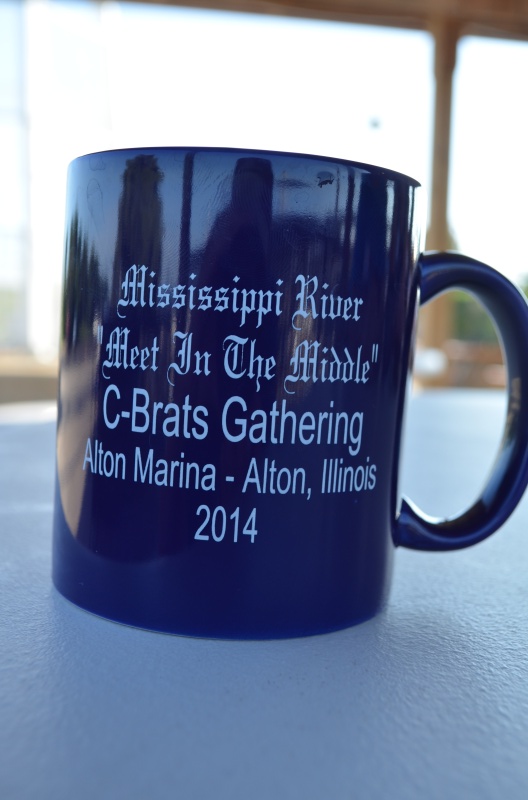 Mississippi River
"Meet In The Middle"
C-Brats Gathering
Alton Marina - Alton, Illinois
2014